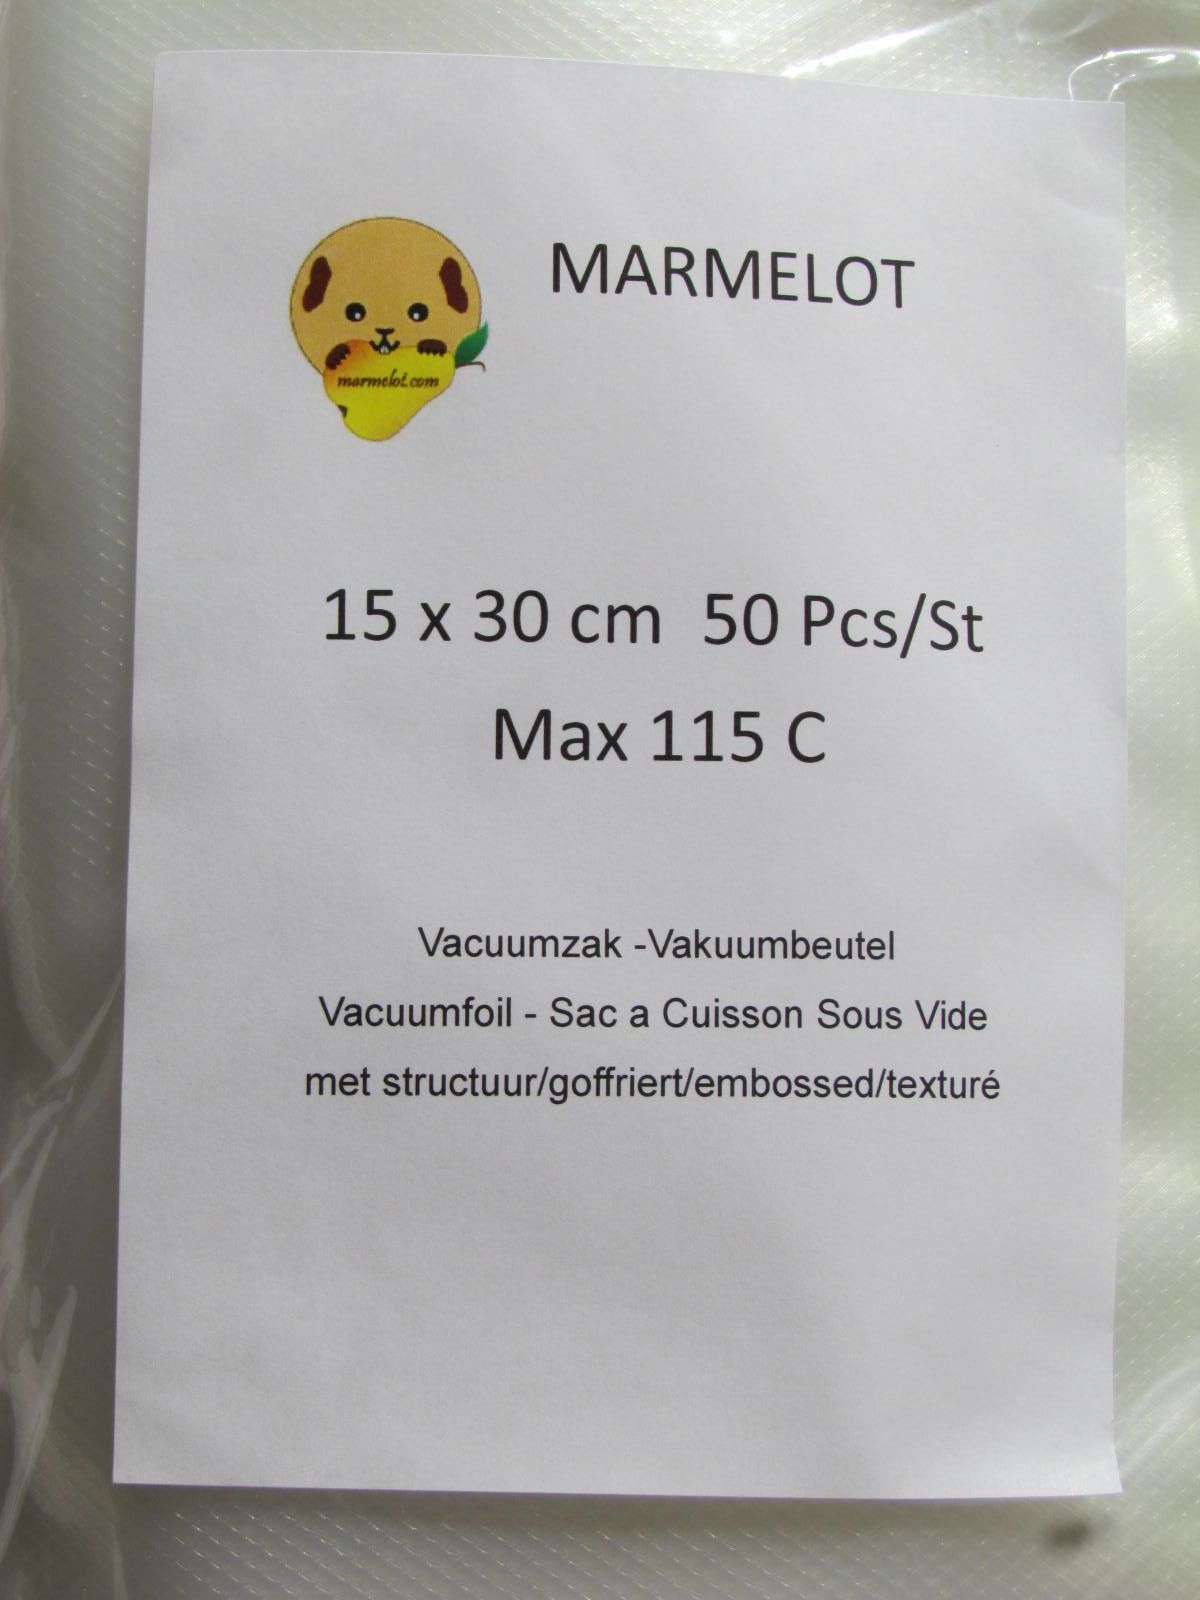 MARMELOT
marmelot.com
15 x 30 cm 50 Pcs/St
Max 115 C
Vacuumzak -Vakuumbeutel
Vacuumfoil - Sac a Cuisson Sous Vide
met structuur/goffriert/embossed/texturé